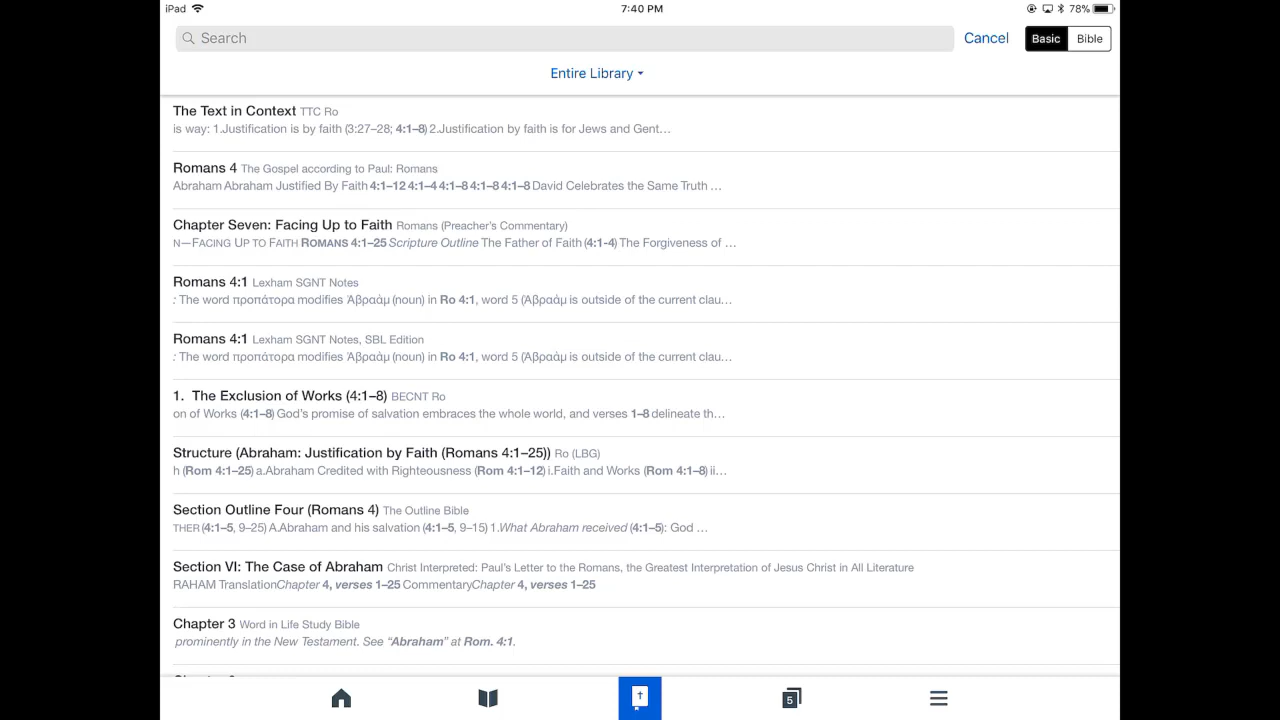 iPad 7:40 PM 78%
Search Cancel Basic Bible
Entire Library
The Text in Context TTC Ro
is way: 1.Justification is by faith (3:27–28; 4:1–8) 2.Justification by faith is for Jews and Gent…
Romans 4 The Gospel according to Paul: Romans
Abraham Abraham Justified By Faith 4:1–12 4:1–4 4:1–8 4:1–8 4:1–8 David Celebrates the Same Truth …
Chapter Seven: Facing Up to Faith Romans (Preacher's Commentary)
N—FACING UP TO FAITH ROMANS 4:1–25 Scripture Outline The Father of Faith (4:1-4) The Forgiveness of …
Romans 4:1 Lexham SGNT Notes
: The word προπάτορα modifies Ἀβραὰμ (noun) in Ro 4:1, word 5 (Ἀβραὰμ is outside of the current clau…
Romans 4:1 Lexham SGNT Notes, SBL Edition
: The word προπάτορα modifies Ἀβραὰμ (noun) in Ro 4:1, word 5 (Ἀβραὰμ is outside of the current clau…
1. The Exclusion of Works (4:1–8) BECNT Ro
on of Works (4:1–8) God's promise of salvation embraces the whole world, and verses 1–8 delineate th…
Structure (Abraham: Justification by Faith (Romans 4:1–25)) Ro (LBG)
h (Rom 4:1–25) a.Abraham Credited with Righteousness (Rom 4:1–12) i.Faith and Works (Rom 4:1–8) ii…
Section Outline Four (Romans 4) The Outline Bible
THER (4:1–5, 9–25) A.Abraham and his salvation (4:1–5, 9–15) 1.What Abraham received (4:1–5): God …
Section VI: The Case of Abraham Christ Interpreted: Paul's Letter to the Romans, the Greatest Interpretation of Jesus Christ in All Literature
RAHAM TranslationChapter 4, verses 1–25 CommentaryChapter 4, verses 1–25
Chapter 3 Word in Life Study Bible
prominently in the New Testament. See “Abraham” at Rom. 4:1.
5